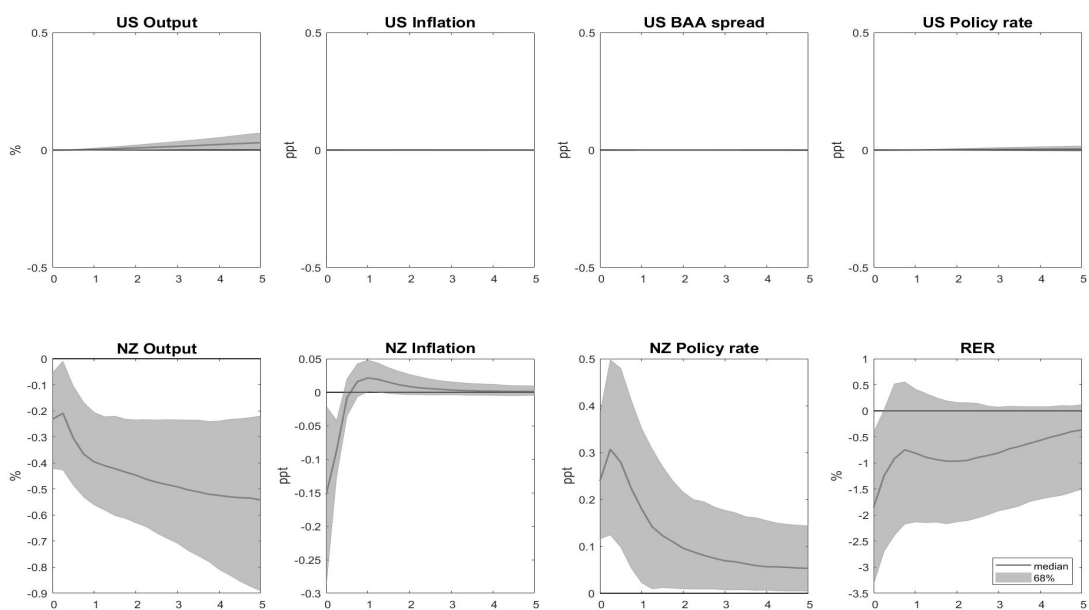 US Output US Inflation US BAA spread US Policy rate
0.5 0.5 0.5 0.5
% ppt ppt ppt
0 0 0 0
-0.5 -0.5 -0.5 -0.5
0 1 2 3 4 5 0 1 2 3 4 5 0 1 2 3 4 5 0 1 2 3 4 5
NZ Output NZ Inflation NZ Policy rate RER
% ppt ppt %
0
-0.1
-0.2
-0.3
-0.4
-0.5
-0.6
-0.7
-0.8
-0.9
0 1 2 3 4 5
0.05
0
-0.05
-0.1
-0.15
-0.2
-0.25
-0.3
0 1 2 3 4 5
0.5
0.4
0.3
0.2
0.1
0
0 1 2 3 4 5
1
0.5
0
-0.5
-1
-1.5
-2
-2.5
-3
-3.5
0 1 2 3 4 5
median
68%